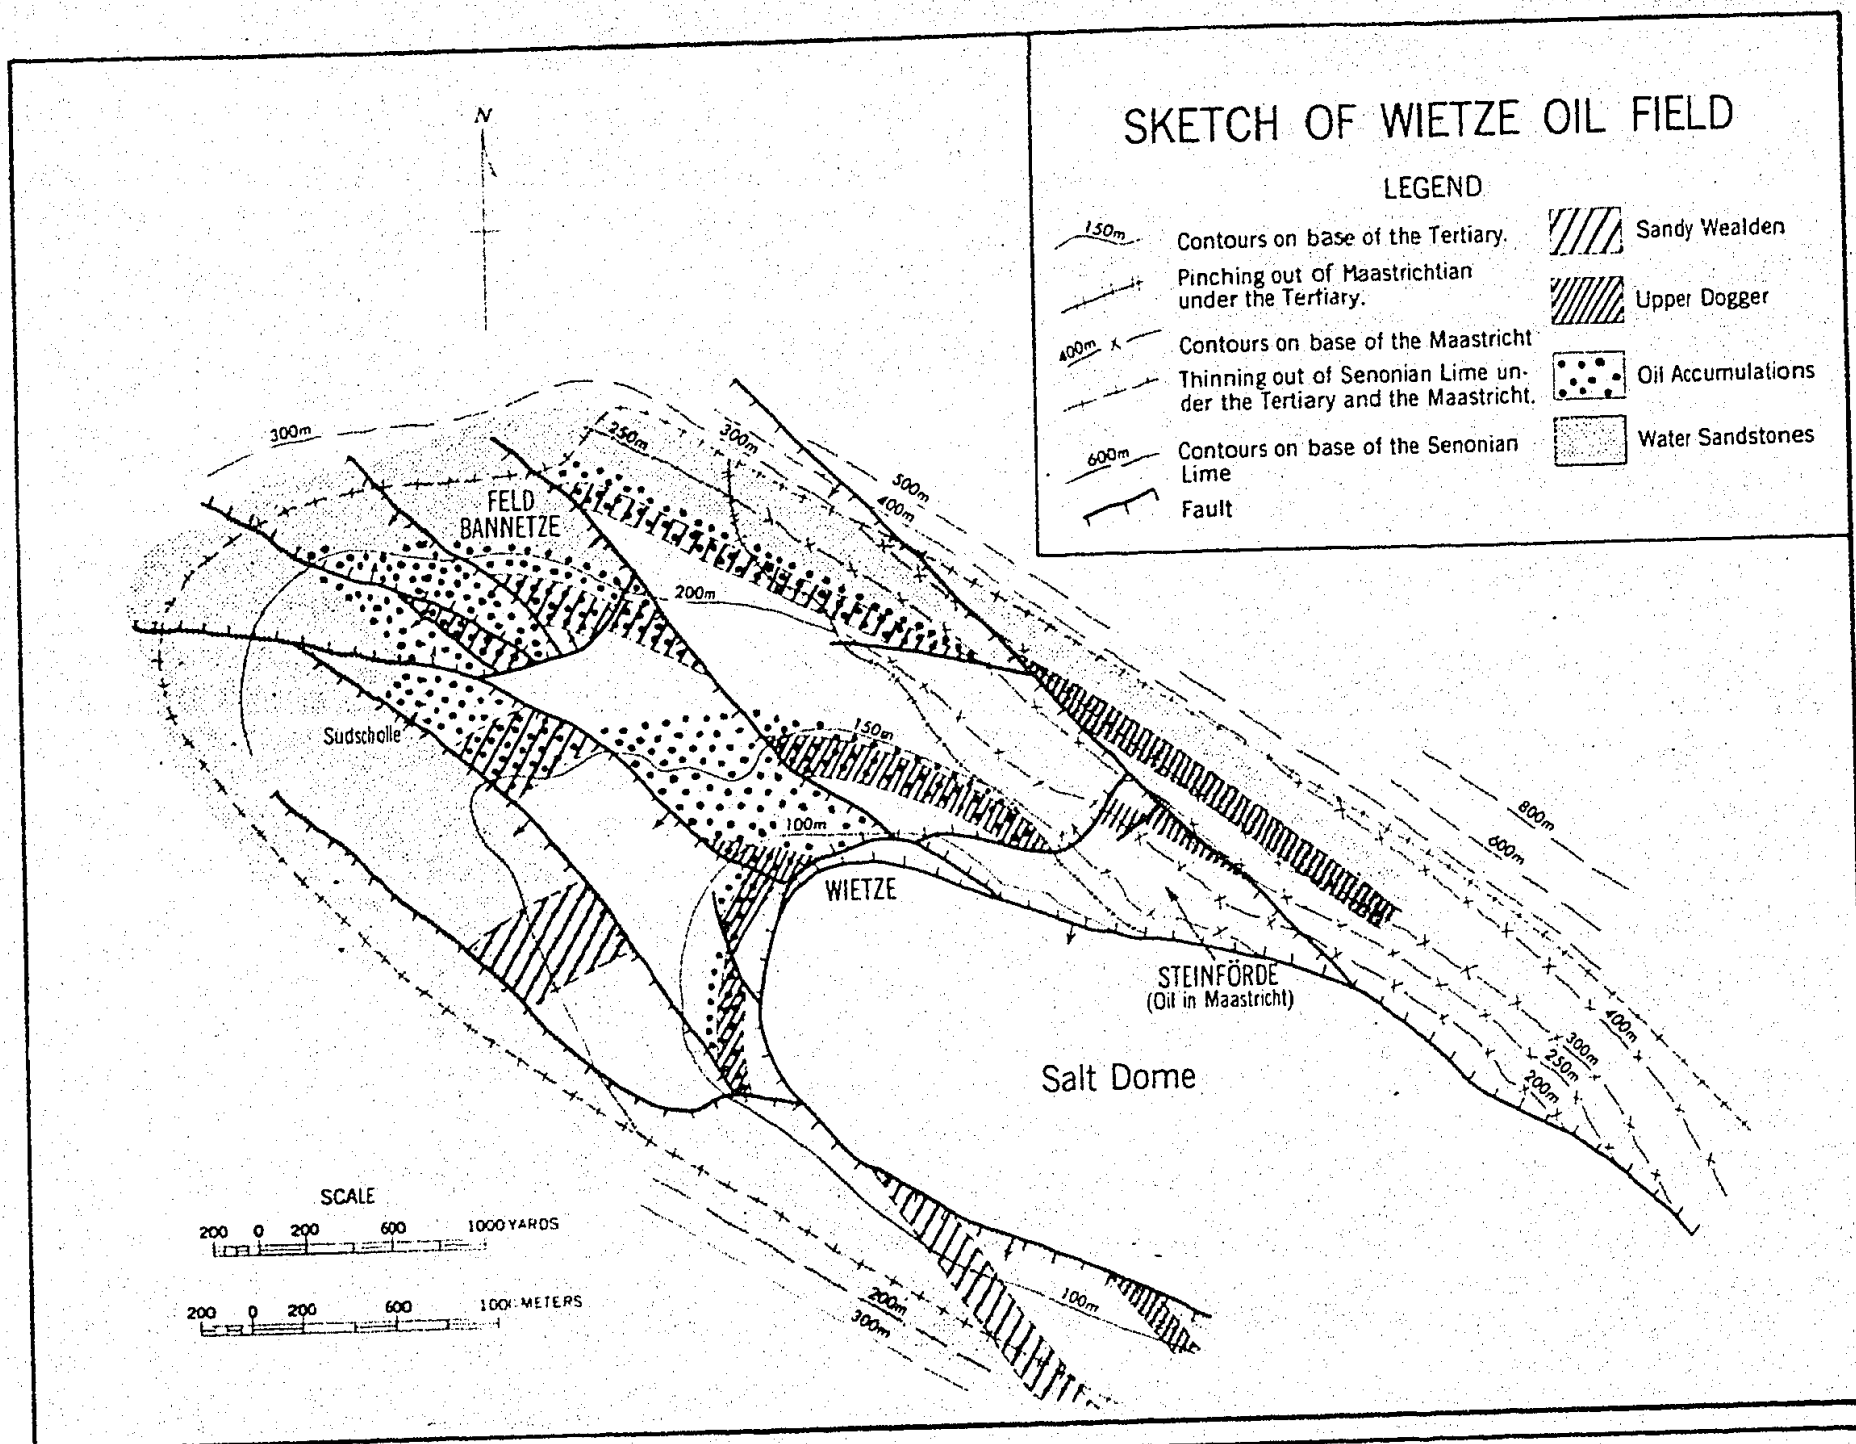 SKETCH OF WIETZE OIL FIELD
LEGEND
150m
Contours on base of the Tertiary.
Pinching out of Maastrichtian
under the Tertiary.
400m
Contours on base of the Maastricht
Thinning out of Senonian Lime un-
der the Tertiary and the Maastricht.
600m
Contours on base of the Senonian
Lime
Fault
Sandy Wealden
Upper Dogger
Oil Accumulations
Water Sandstones
N
300m
250m
300m
500m
400m
FELD
BANNETZE
200m
Sudscholle
150m
100m
WIETZE
800m
600m
STEINFÖRDE
(Oil in Maastricht)
400m
300m
250m
200m
Salt Dome
100m
200m
300m
SCALE
200 0 200 600 1000 YARDS
200 0 200 600 METERS